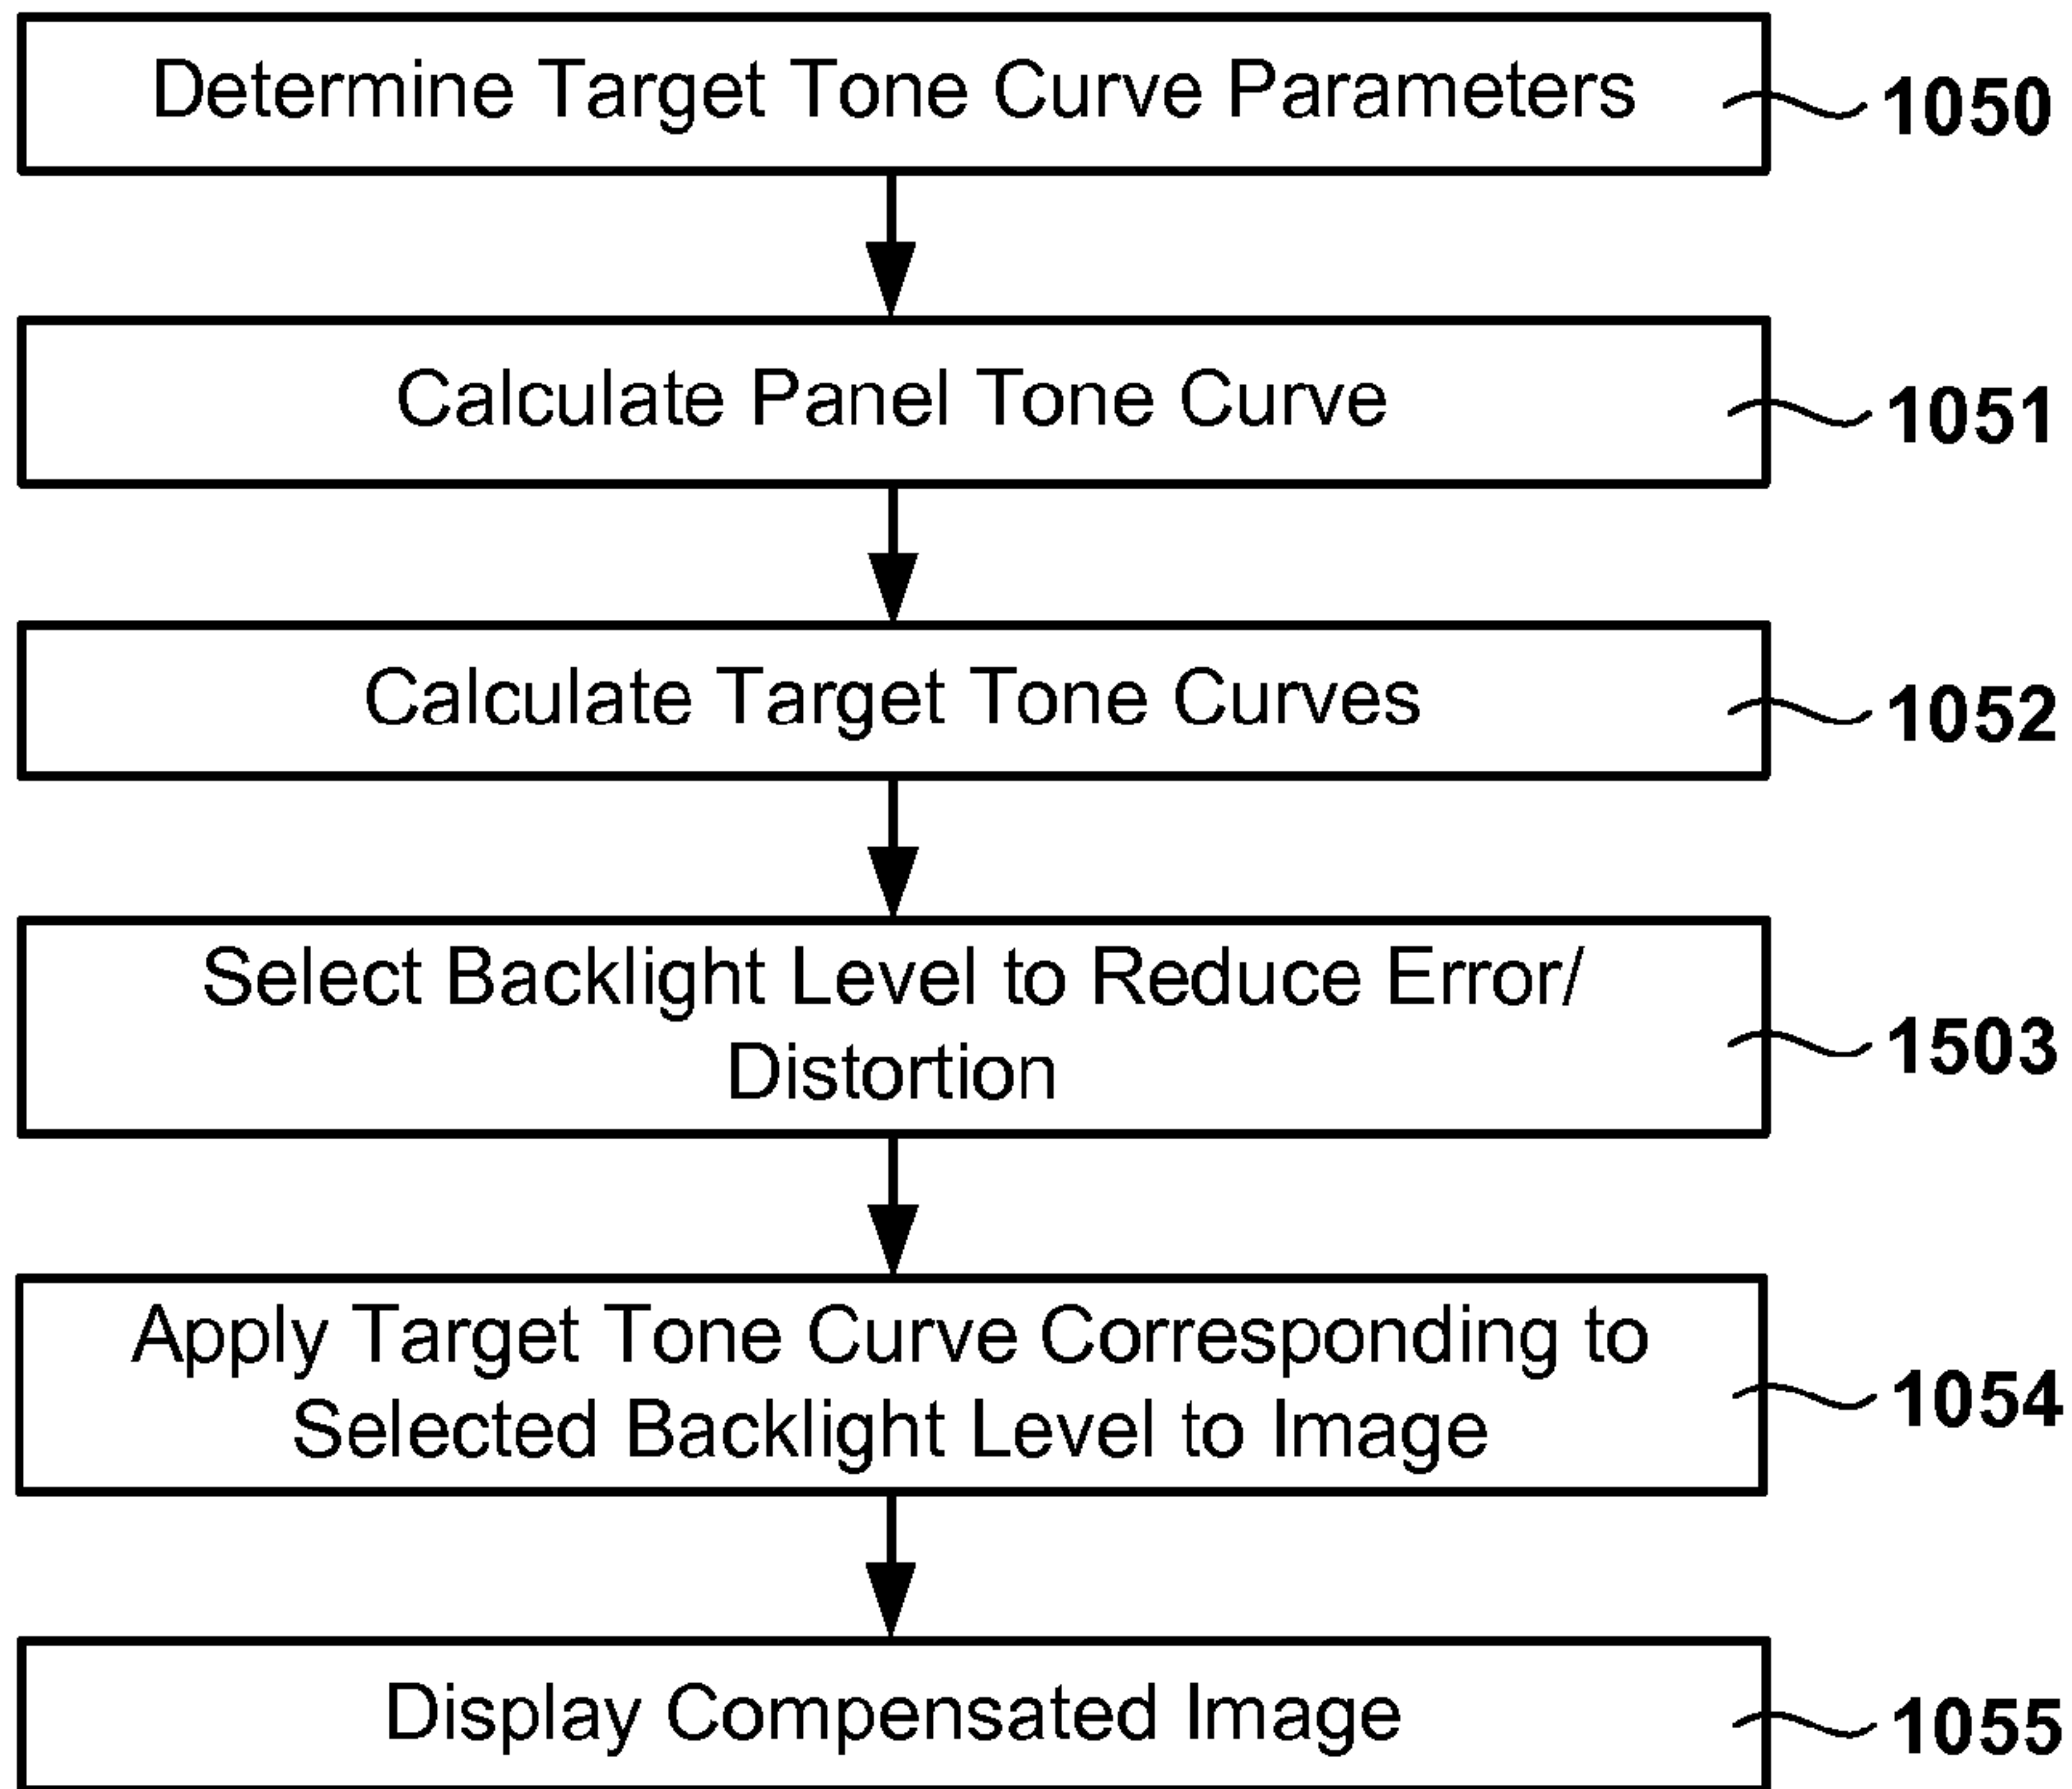 Determine Target Tone Curve Parameters 1050
Calculate Panel Tone Curve 1051
Calculate Target Tone Curves 1052
Select Backlight Level to Reduce Error/
Distortion 1503
Apply Target Tone Curve Corresponding to
Selected Backlight Level to Image 1054
Display Compensated Image 1055